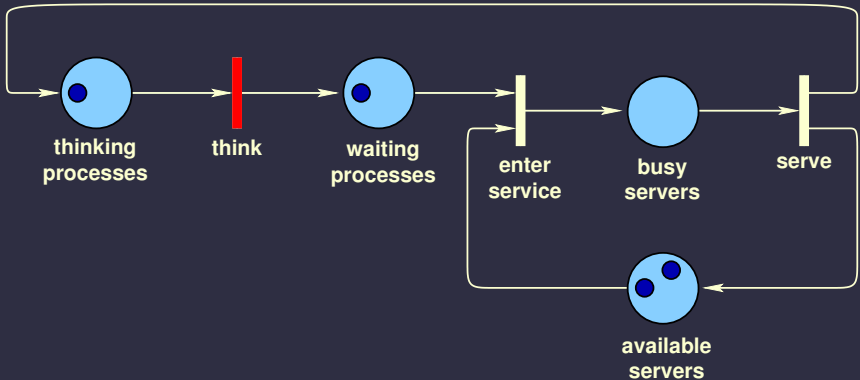 thinking
processes
think
waiting
processes
enter
service
busy
servers
serve
available
servers